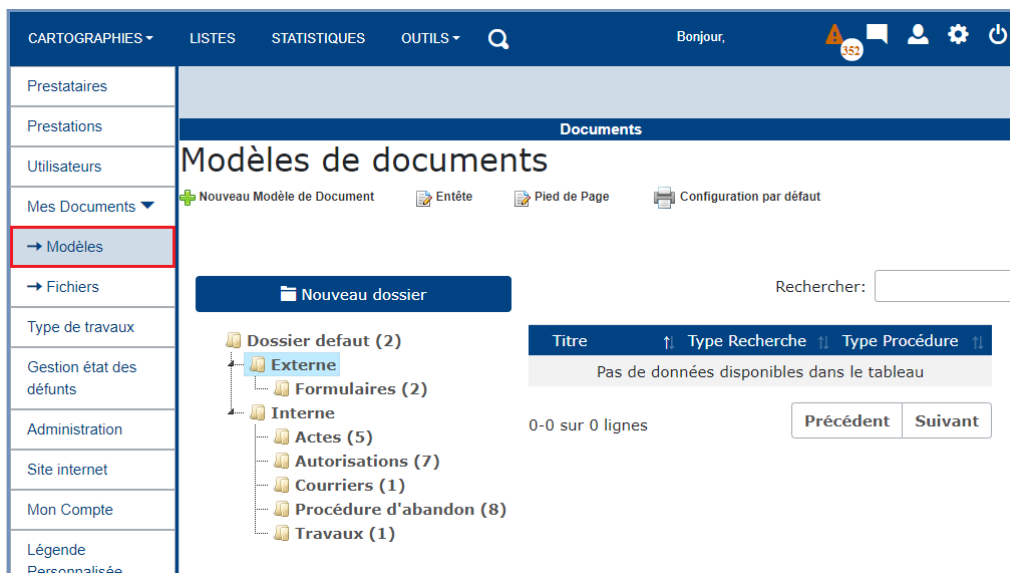 CARTOGRAPHIES LISTES STATISTIQUES OUTILS Bonjour, 352
Prestataires
Prestations
Utilisateurs
Mes Documents
→ Modèles
→ Fichiers
Type de travaux
Gestion état des
défunts
Administration
Site internet
Mon Compte
Légende
Personnalisée
Documents
Modèles de documents
Nouveau Modèle de Document Entête Pied de Page Configuration par défaut
Nouveau dossier
Dossier defaut (2)
Externe
Formulaires (2)
Interne
Actes (5)
Autorisations (7)
Courriers (1)
Procédure d'abandon (8)
Travaux (1)
Rechercher:
Titre Type Recherche Type Procédure
Pas de données disponibles dans le tableau
0-0 sur 0 lignes
Précédent Suivant